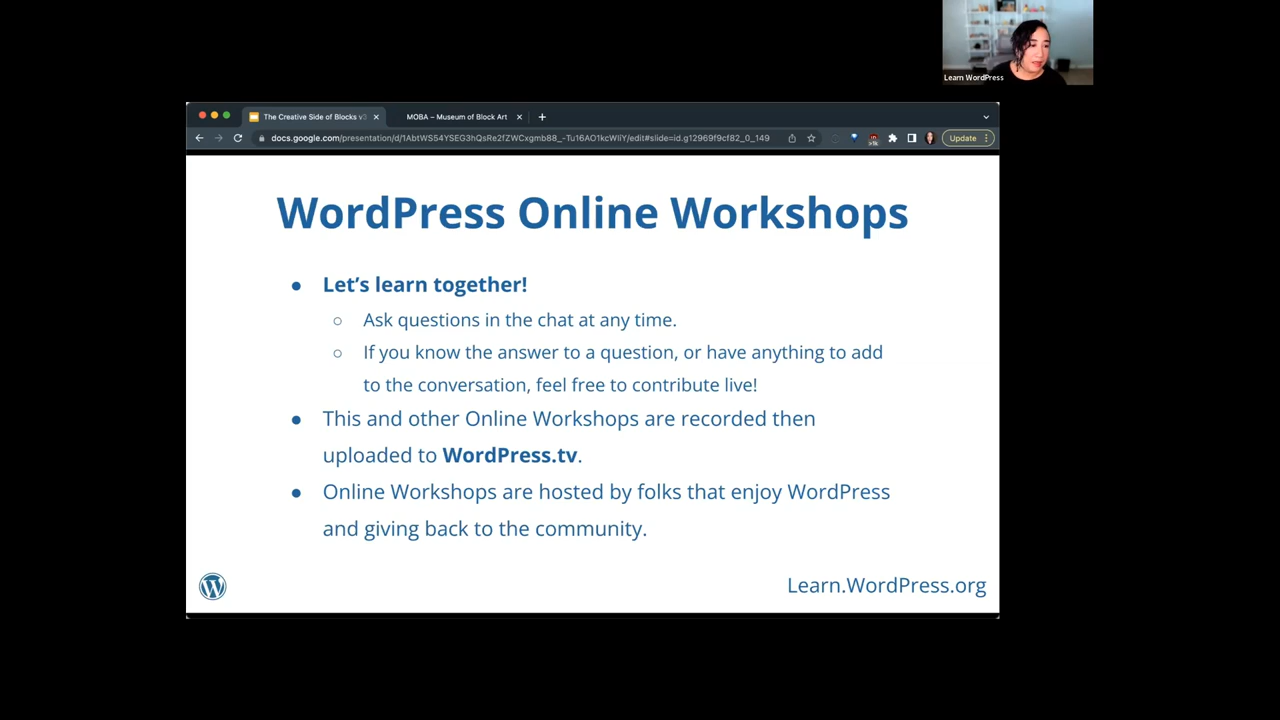 Learn WordPress
The Creative Side of Blocks v3
MOBA – Museum of Block Art
docs.google.com/presentation/d/1AbtWS54YSEG3hQsRe2fZWCxgmb88_-Tu16AO1kcWIiY/edit#slide=id.g12969f9cf82_0_149
>1k
Update
WordPress Online Workshops
● Let’s learn together!
○ Ask questions in the chat at any time.
○ If you know the answer to a question, or have anything to add
to the conversation, feel free to contribute live!
● This and other Online Workshops are recorded then
uploaded to WordPress.tv.
● Online Workshops are hosted by folks that enjoy WordPress
and giving back to the community.
Learn.WordPress.org